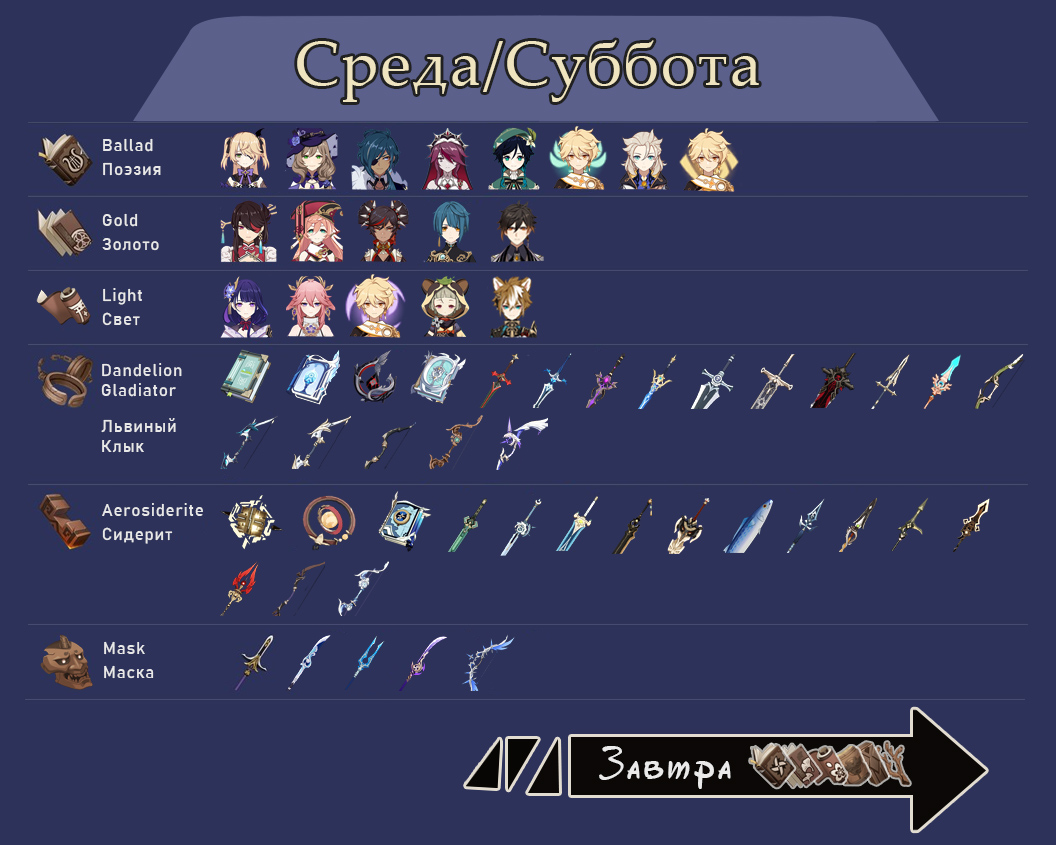 Среда/Суббота
Ballad
Поэзия
Gold
Золото
Light
Свет
Dandelion
Gladiator
Львиный
Клык
Aerosiderite
Сидерит
Mask
Маска
Завтра